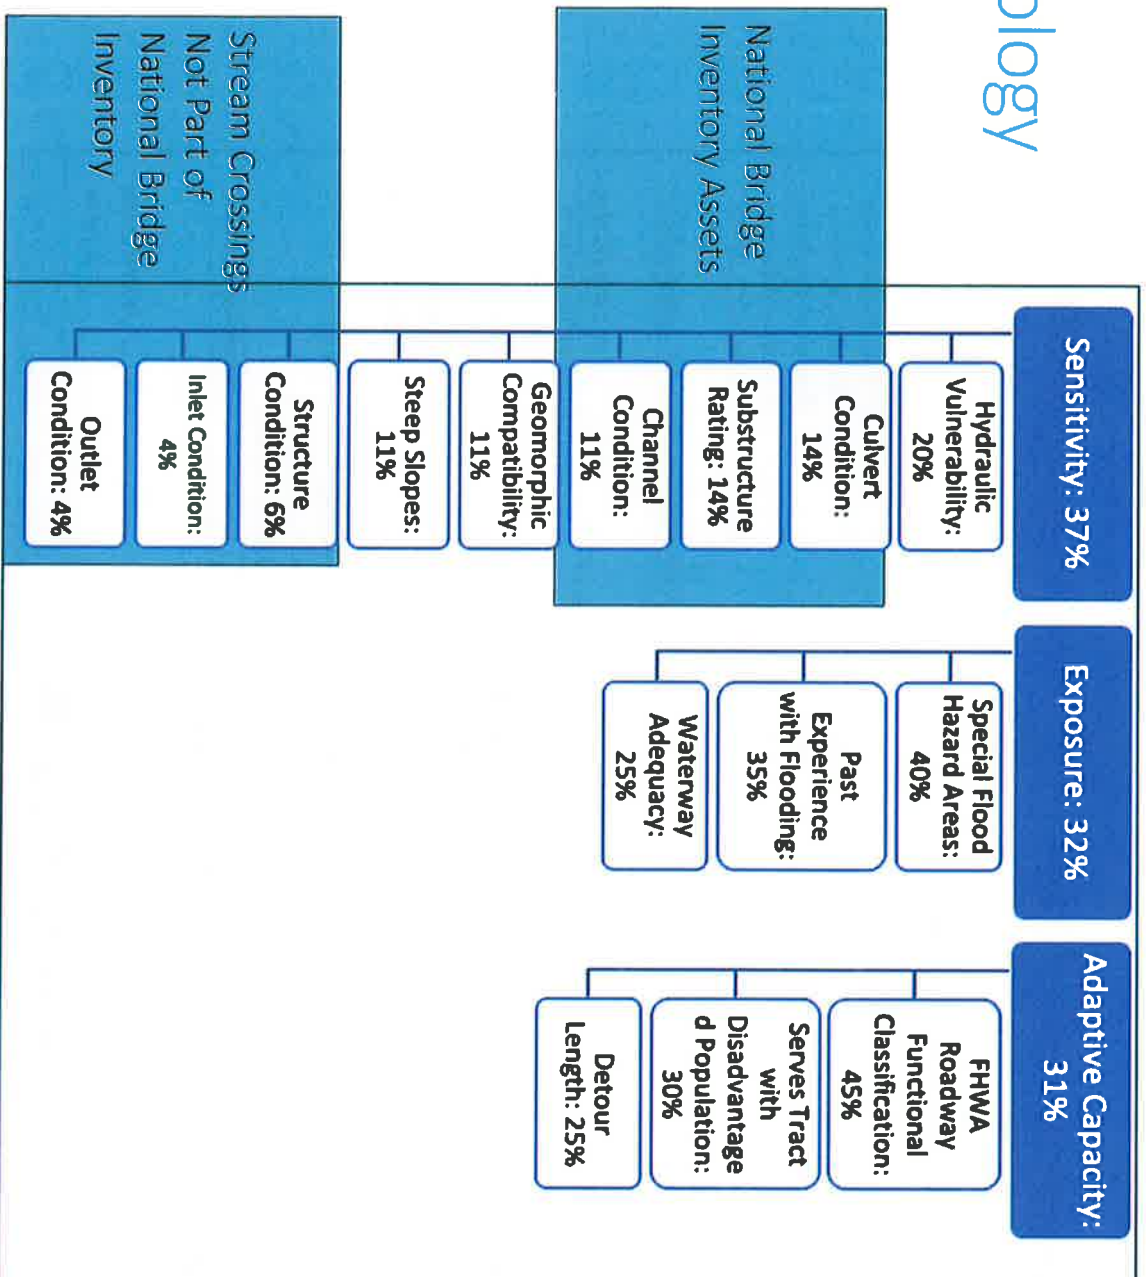 ology
National Bridge
Inventory Assets
Stream Crossings
Not Part of
National Bridge
Inventory
Sensitivity: 37%
Hydraulic
Vulnerability:
20%
Culvert
Condition:
14%
Substructure
Rating: 14%
Channel
Condition:
11%
Geomorphic
Compatibility:
11%
Steep Slopes:
11%
Structure
Condition: 6%
Inlet Condition:
4%
Outlet
Condition: 4%
Exposure: 32%
Special Flood
Hazard Areas:
40%
Past
Experience
with Flooding:
35%
Waterway
Adequacy:
25%
Adaptive Capacity:
31%
FHWA
Roadway
Functional
Classification:
45%
Serves Tract
with
Disadvantage
d Population:
30%
Detour
Length: 25%